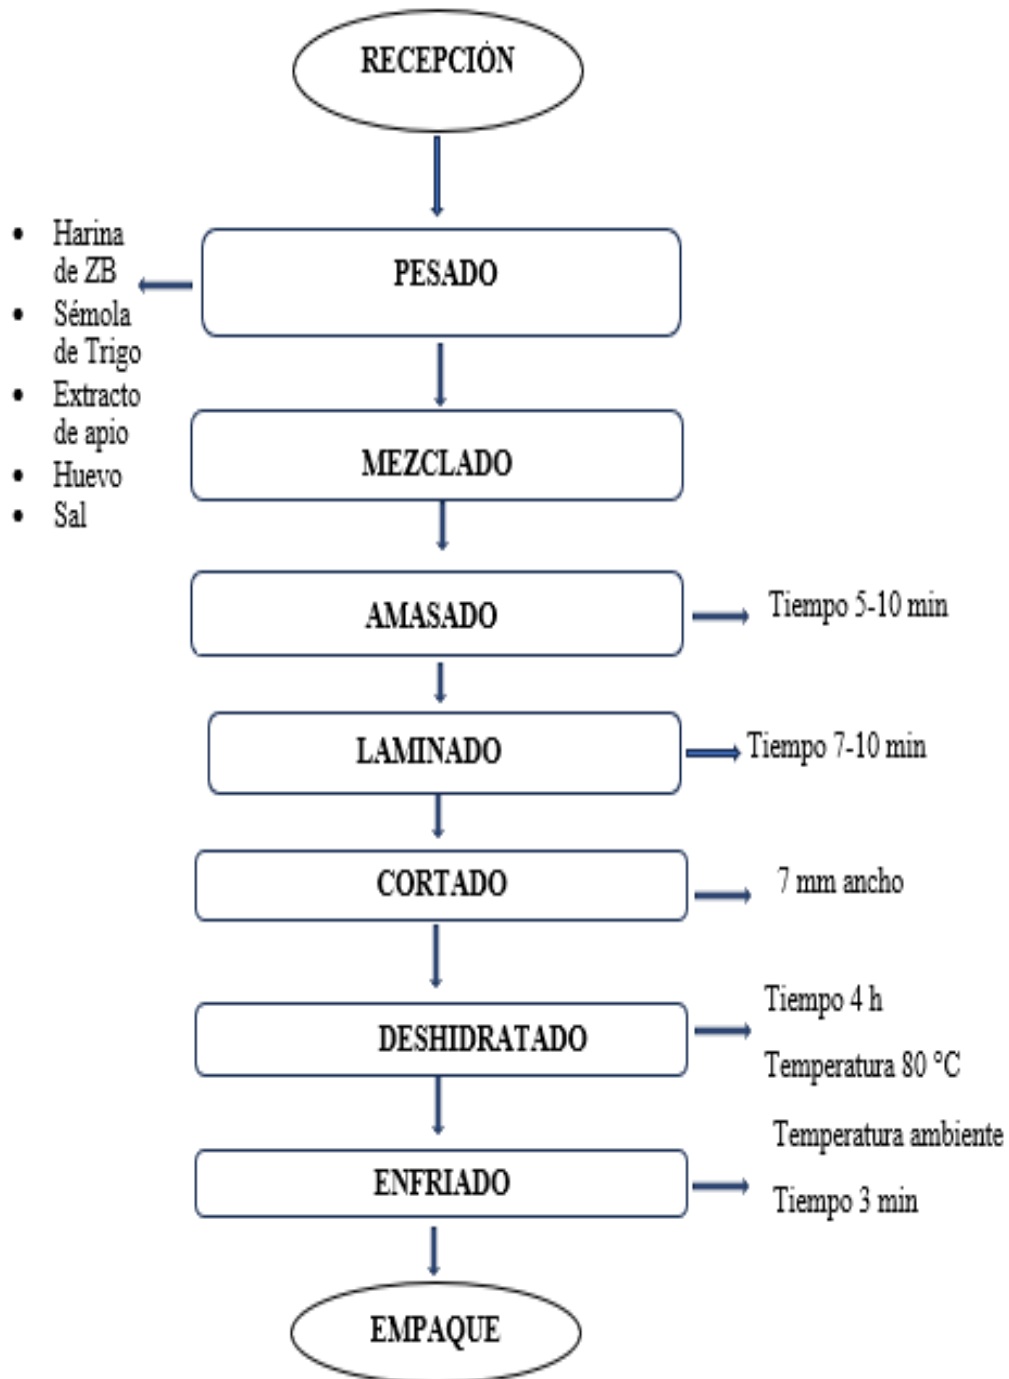 RECEPCIÓN
PESADO
• Harina
de ZB
• Sémola
de Trigo
• Extracto
de apio
• Huevo
• Sal
MEZCLADO
AMASADO
Tiempo 5-10 min
LAMINADO
Tiempo 7-10 min
CORTADO
7 mm ancho
DESHIDRATADO
Tiempo 4 h
Temperatura 80 °C
ENFRIADO
Temperatura ambiente
Tiempo 3 min
EMPAQUE